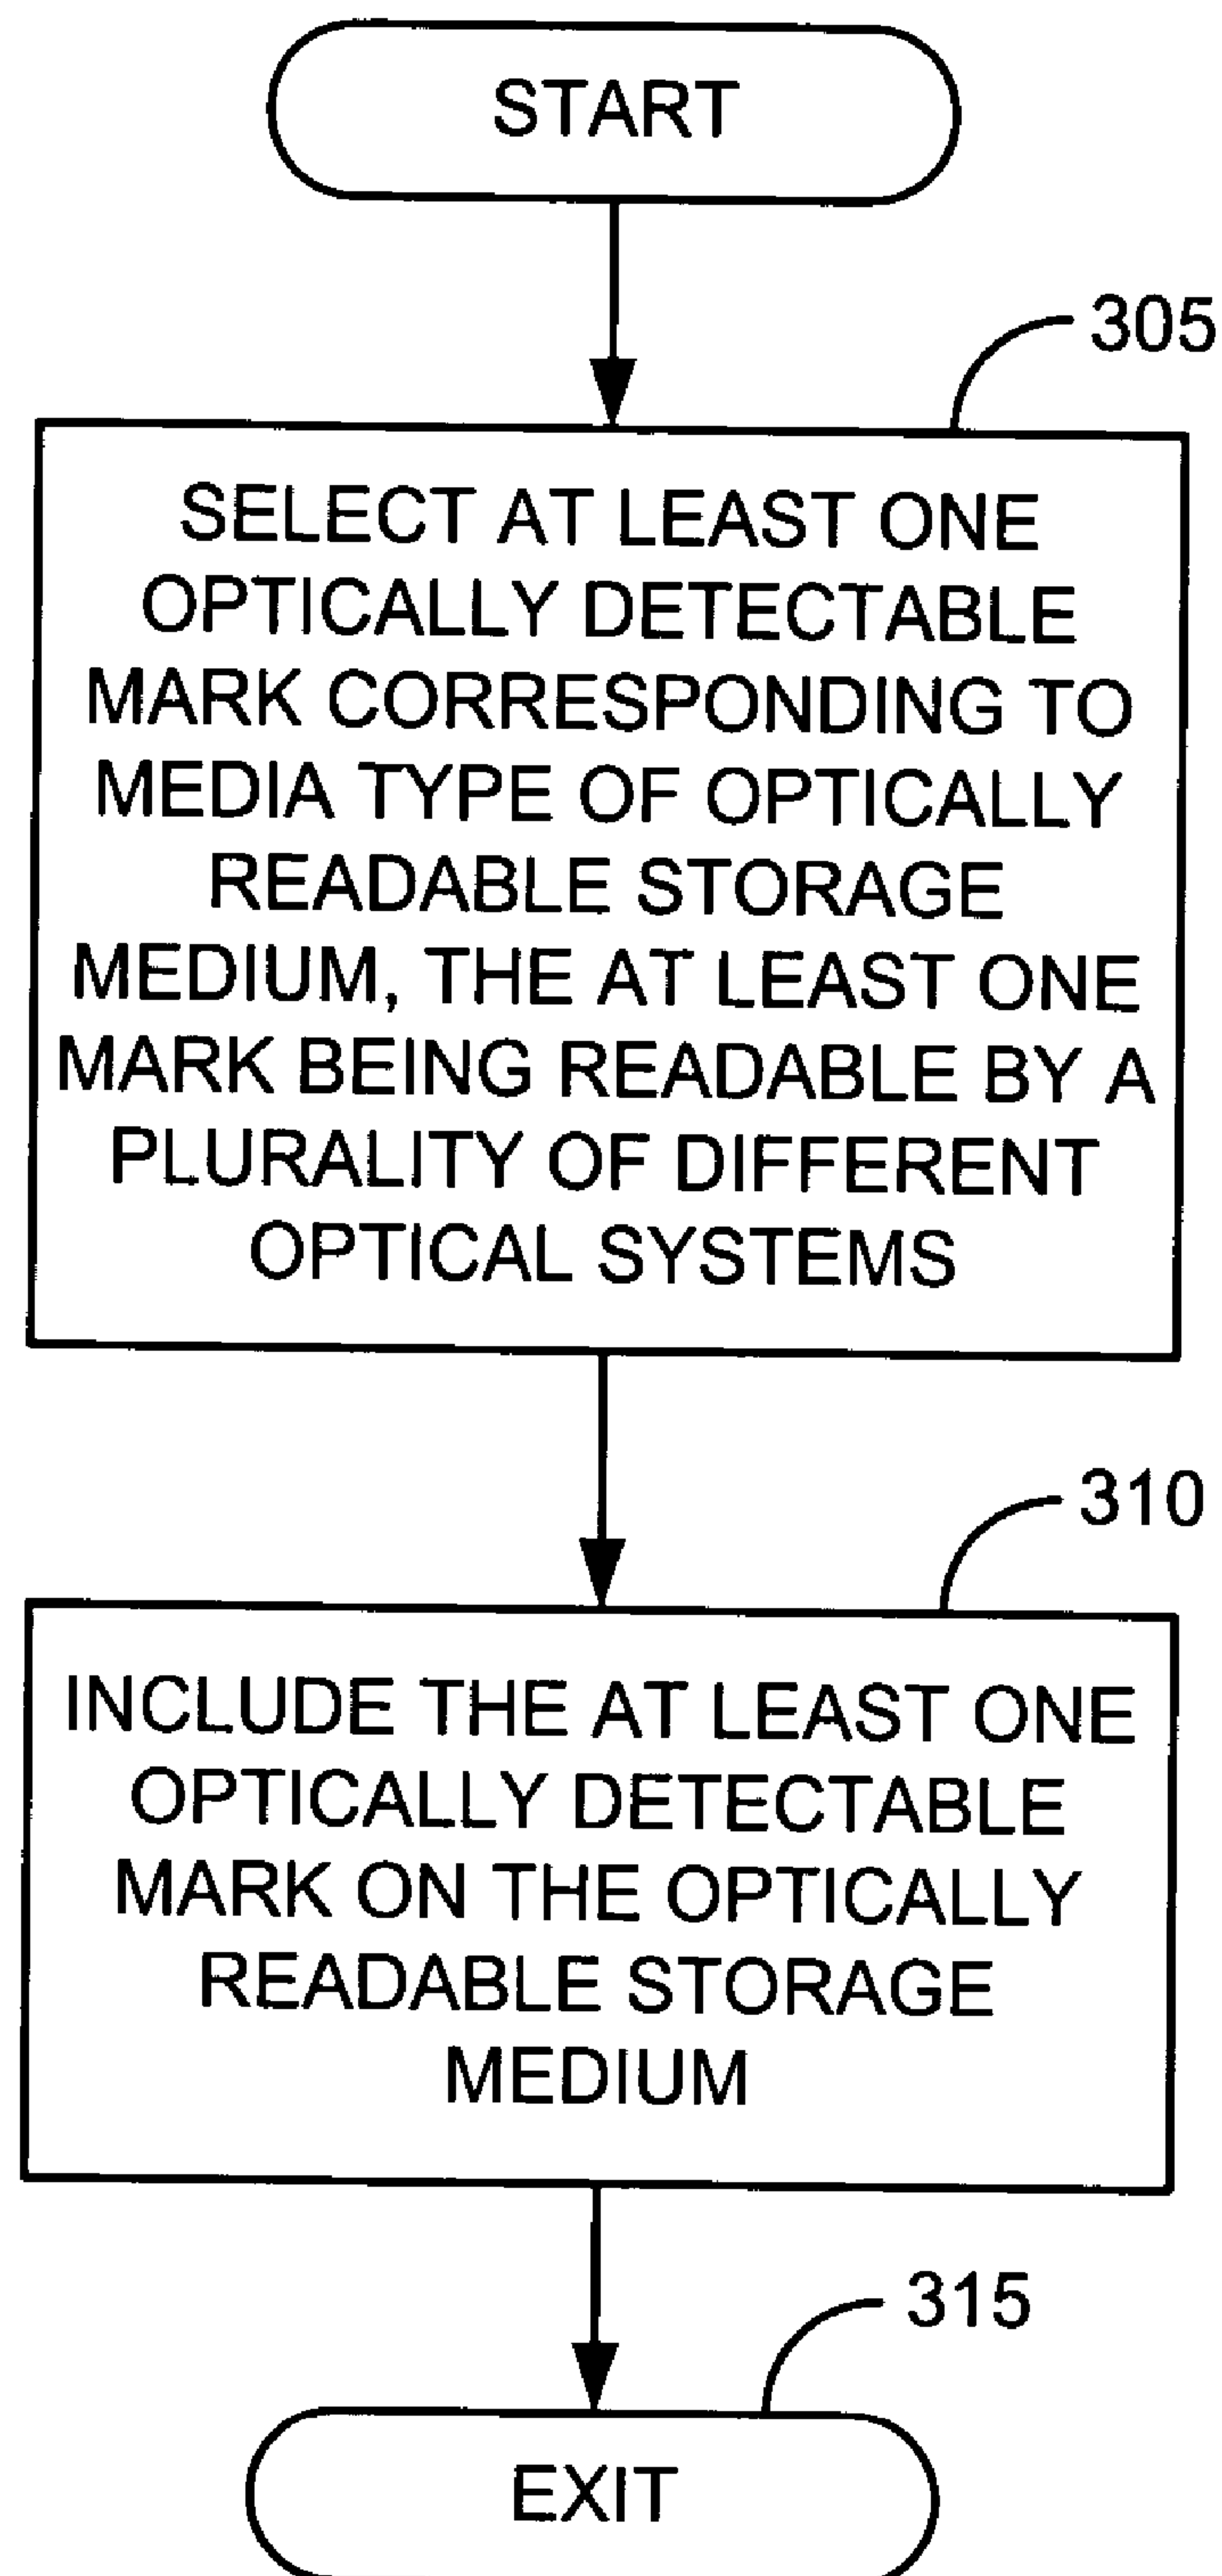 START
305
SELECT AT LEAST ONE
OPTICALLY DETECTABLE
MARK CORRESPONDING TO
MEDIA TYPE OF OPTICALLY
READABLE STORAGE
MEDIUM, THE AT LEAST ONE
MARK BEING READABLE BY A
PLURALITY OF DIFFERENT
OPTICAL SYSTEMS
310
INCLUDE THE AT LEAST ONE
OPTICALLY DETECTABLE
MARK ON THE OPTICALLY
READABLE STORAGE
MEDIUM
315
EXIT